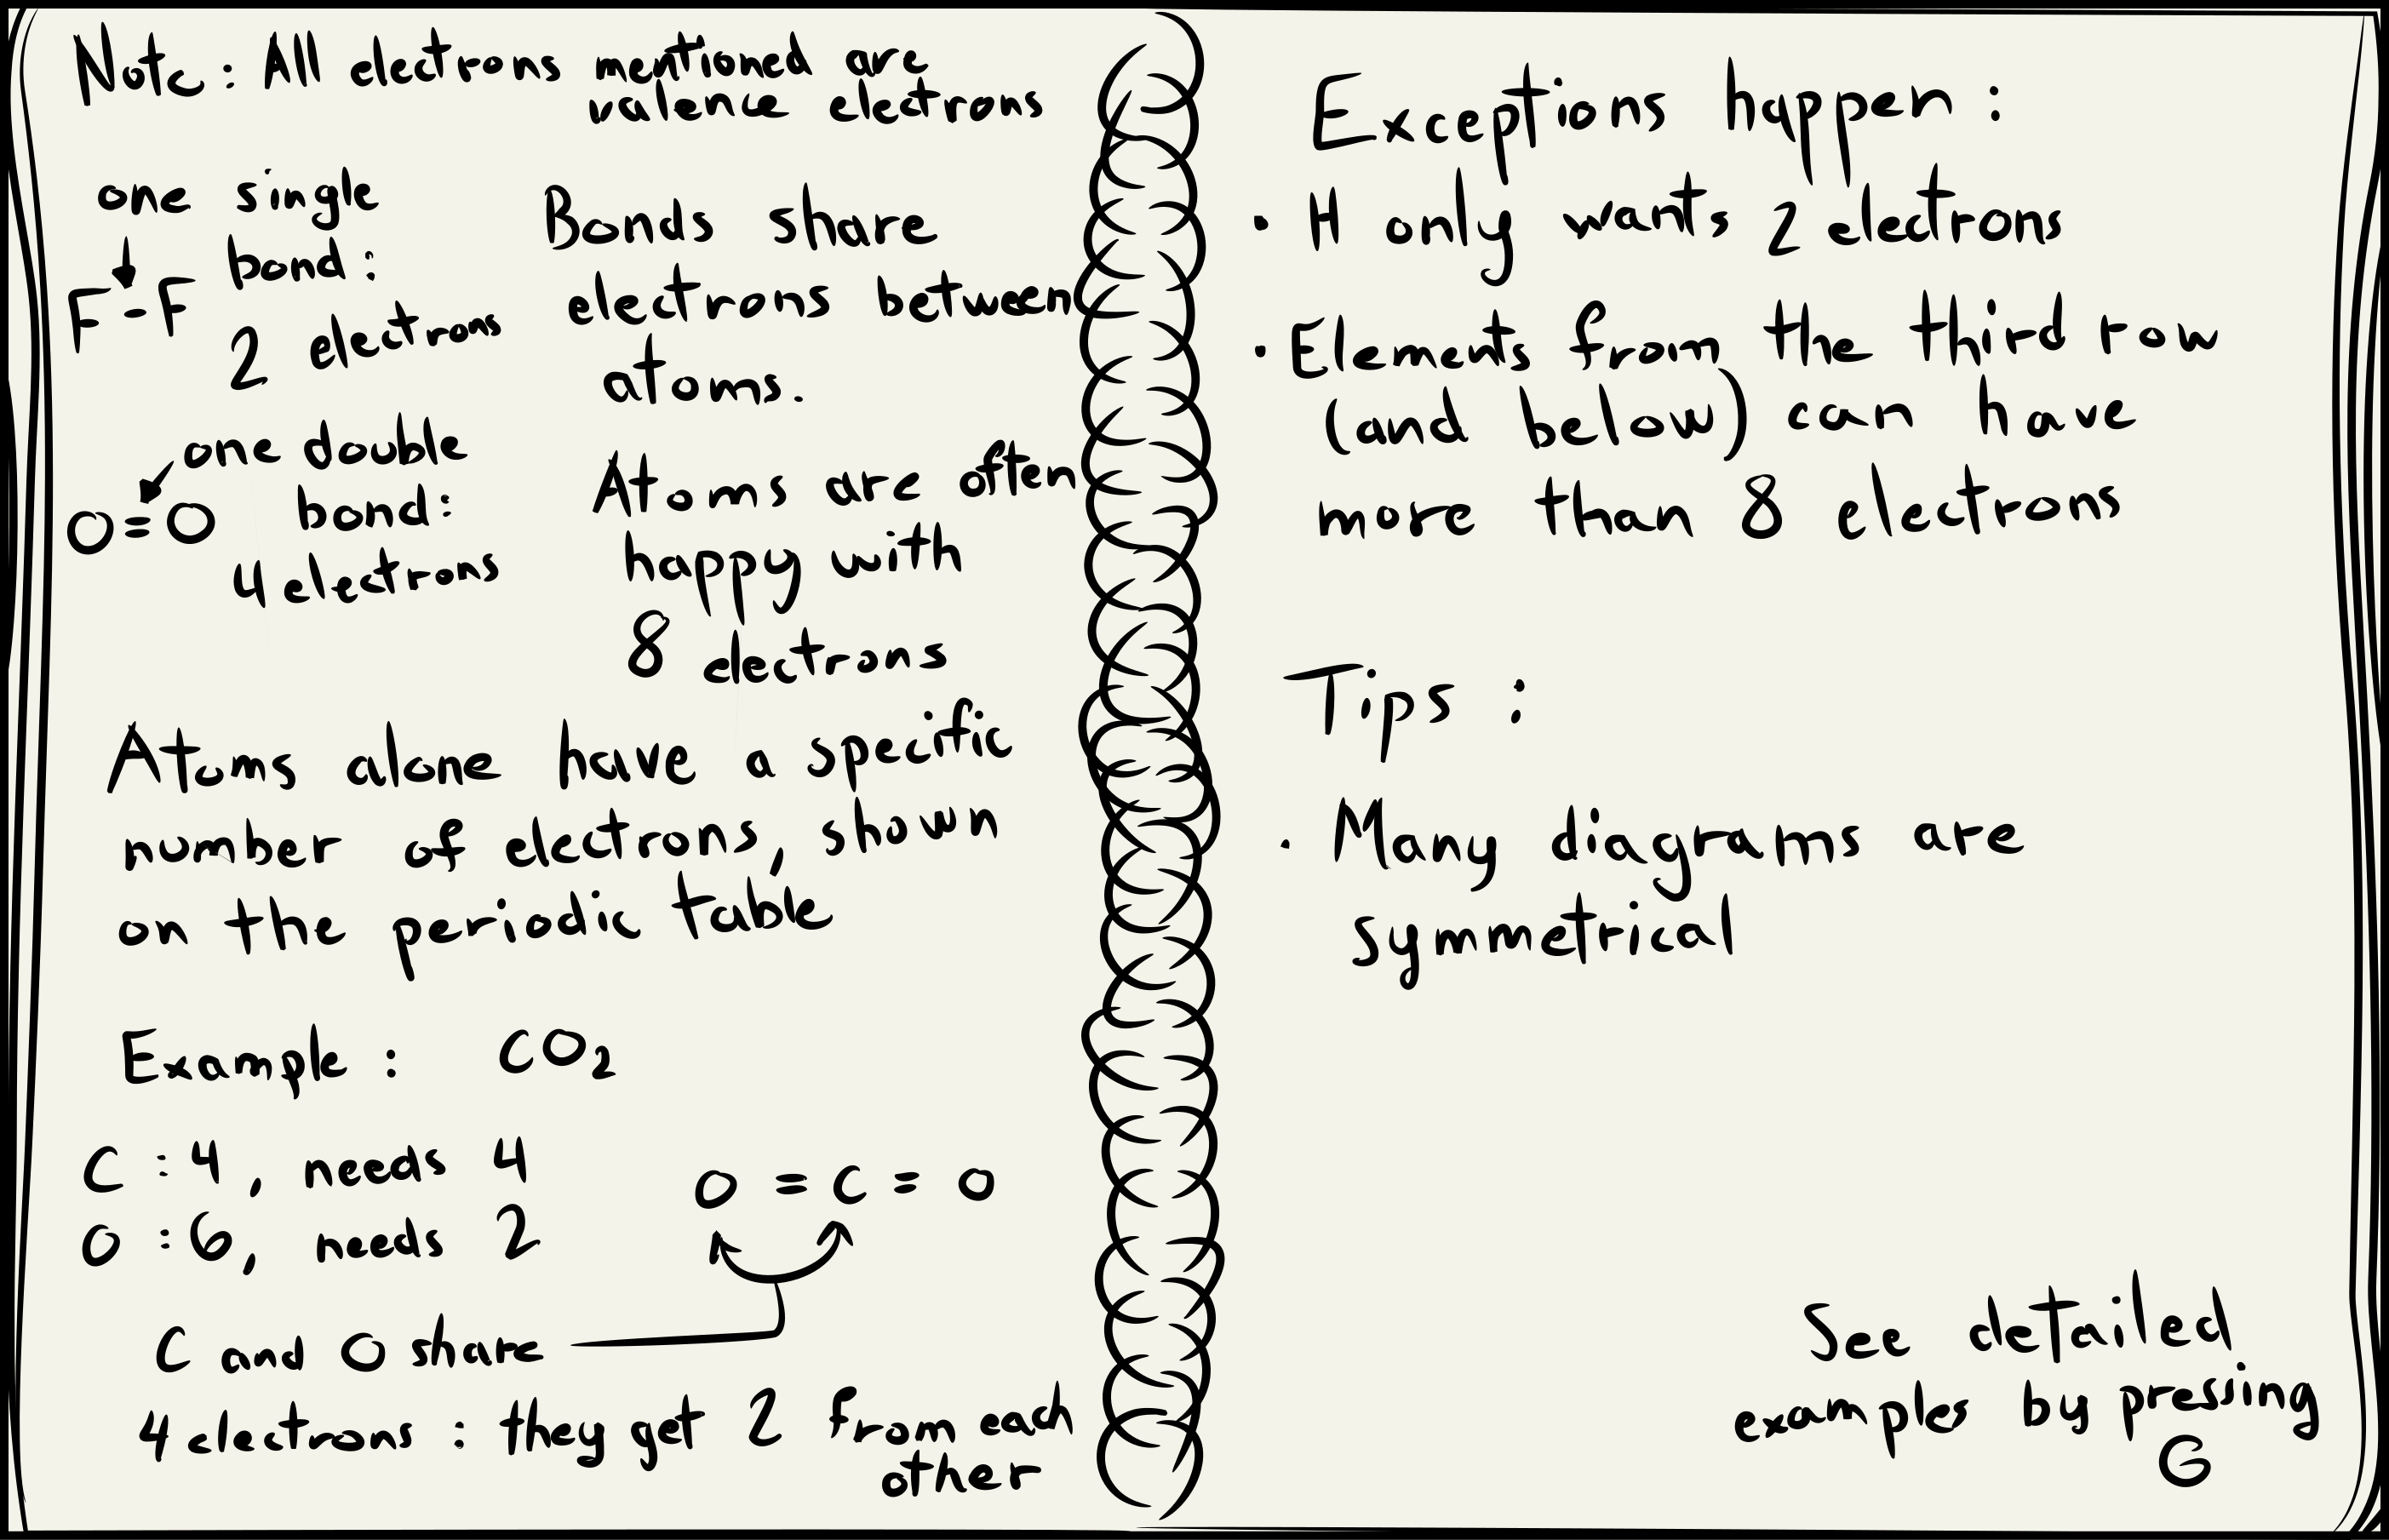 Note : All electrons mentioned are
valence electrons
one single
bond :
F - F
2 electrons
one double
bond:
O = O
4 electrons
Bonds share
electrons between
atoms.
Atoms are often
happy with
8 electrons
Atoms alone have a specific
number of electrons, shown
on the periodic table
Example : CO₂
C : 4, needs 4
O : 6, needs 2
O = C = O
C and O share
4 electrons : they get 2 from each
other
Exceptions happen :
· H only wants 2 electrons
· Elements from the third row
(and below) can have
more than 8 electrons
Tips :
· Many diagrams are
symmetrical
See detailed
examples by pressing
G